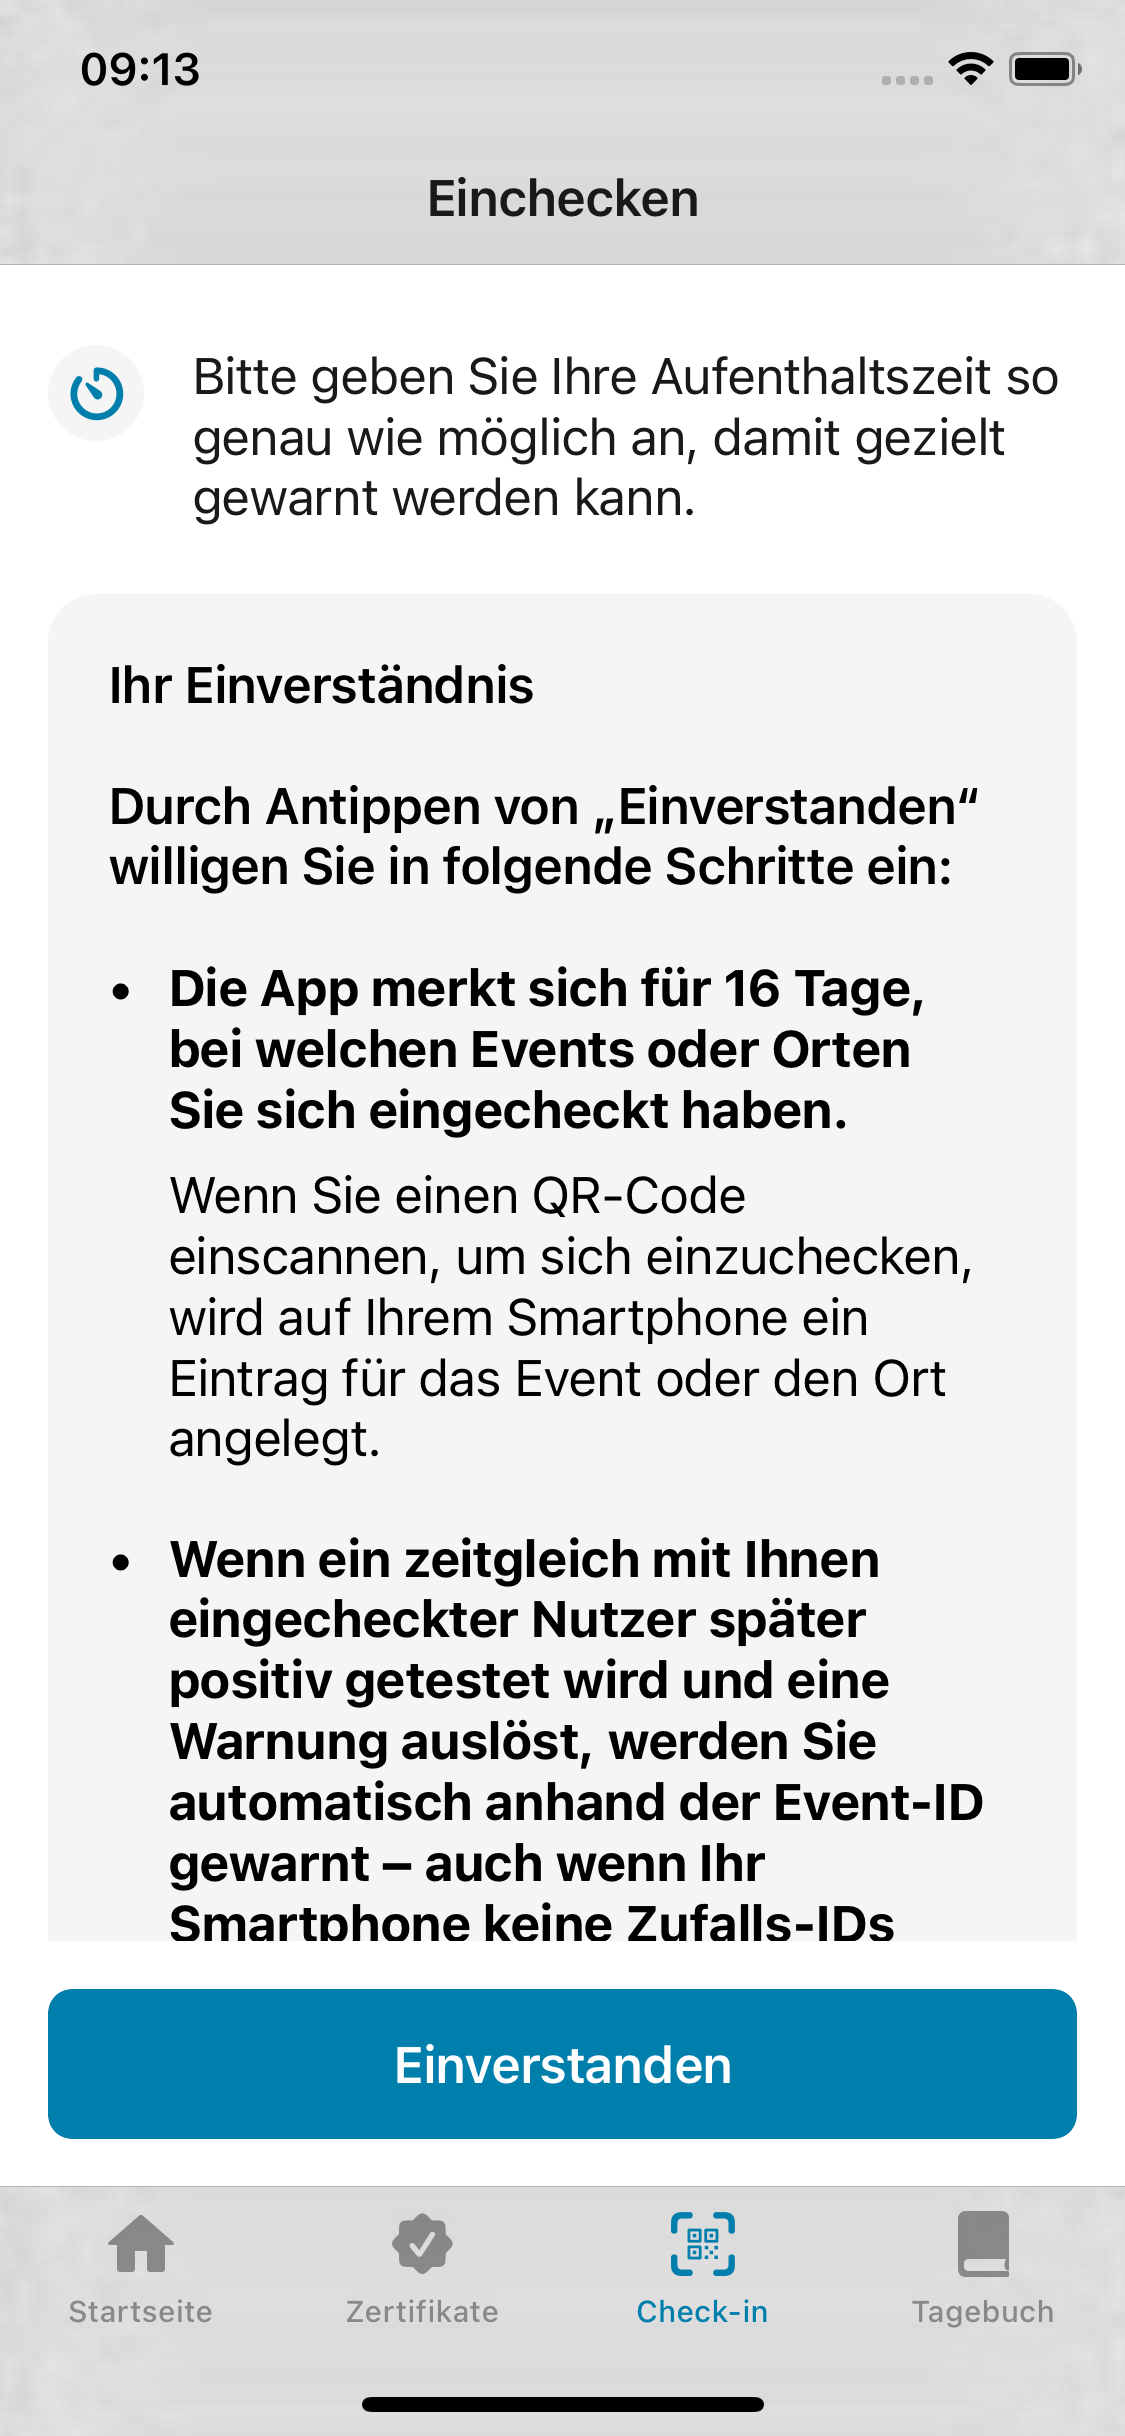 09:13
Einchecken
Bitte geben Sie Ihre Aufenthaltszeit so
genau wie möglich an, damit gezielt
gewarnt werden kann.
Ihr Einverständnis
Durch Antippen von „Einverstanden“
willigen Sie in folgende Schritte ein:
• Die App merkt sich für 16 Tage,
bei welchen Events oder Orten
Sie sich eingecheckt haben.
Wenn Sie einen QR-Code
einscannen, um sich einzuchecken,
wird auf Ihrem Smartphone ein
Eintrag für das Event oder den Ort
angelegt.
• Wenn ein zeitgleich mit Ihnen
eingecheckter Nutzer später
positiv getestet wird und eine
Warnung auslöst, werden Sie
automatisch anhand der Event-ID
gewarnt – auch wenn Ihr
Smartphone keine Zufalls-IDs
Einverstanden
Startseite
Zertifikate
Check-in
Tagebuch